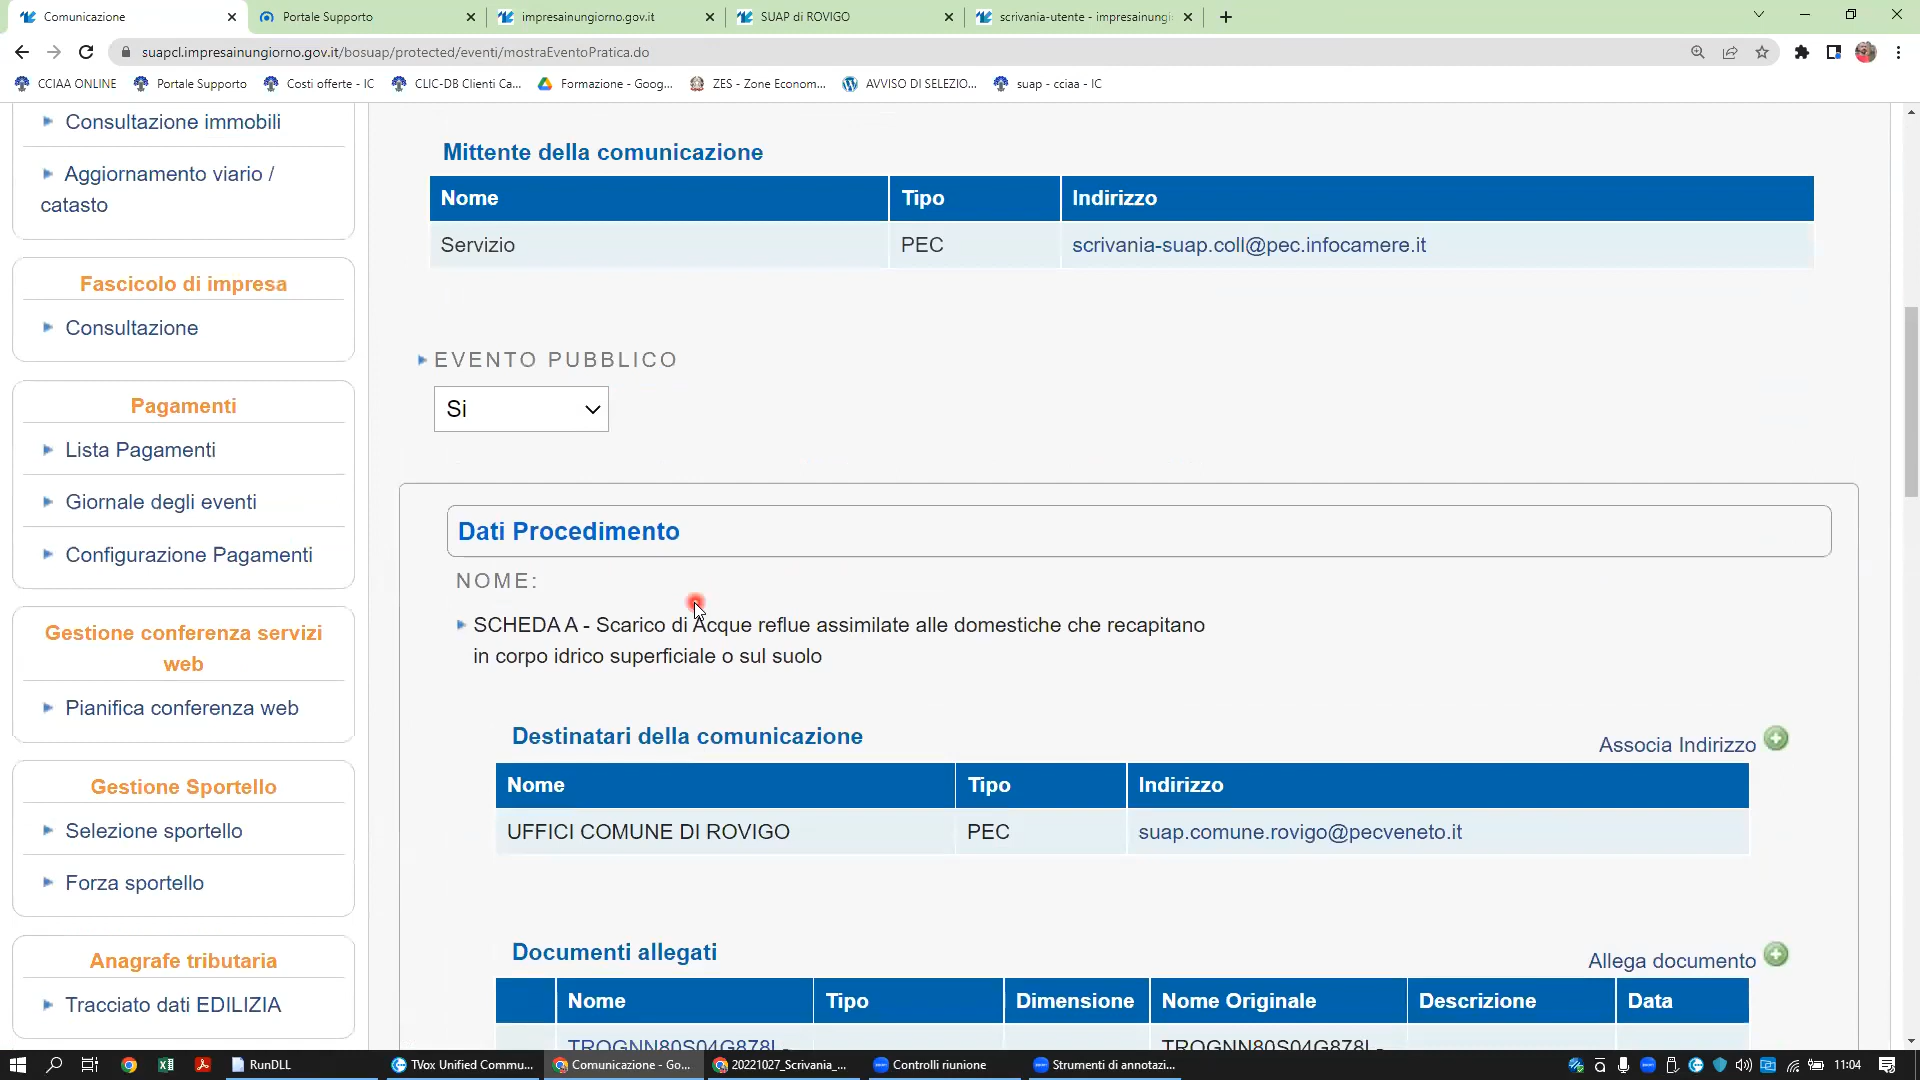 Comunicazione
Portale Supporto
impresainungiorno.gov.it
SUAP di ROVIGO
scrivania-utente - impresainungi
suapcl.impresainungiorno.gov.it/bosuap/protected/eventi/mostraEventoPratica.do
CCIAA ONLINE
Portale Supporto
Costi offerte - IC
CLIC-DB Clienti Ca...
Formazione - Goog...
ZES - Zone Econom...
AVVISO DI SELEZIO...
suap - cciaa - IC
Consultazione immobili
Aggiornamento viario /
catasto
Fascicolo di impresa
Consultazione
Pagamenti
Lista Pagamenti
Giornale degli eventi
Configurazione Pagamenti
Gestione conferenza servizi
web
Pianifica conferenza web
Gestione Sportello
Selezione sportello
Forza sportello
Anagrafe tributaria
Tracciato dati EDILIZIA
Mittente della comunicazione
Nome Tipo Indirizzo
Servizio PEC scrivania-suap.coll@pec.infocamere.it
EVENTO PUBBLICO
Si
Dati Procedimento
NOME:
SCHEDA A - Scarico di Acque reflue assimilate alle domestiche che recapitano
in corpo idrico superficiale o sul suolo
Destinatari della comunicazione
Associa Indirizzo
Nome Tipo Indirizzo
UFFICI COMUNE DI ROVIGO PEC suap.comune.rovigo@pecveneto.it
Documenti allegati
Allega documento
Nome Tipo Dimensione Nome Originale Descrizione Data
TROGNN80S04G878L- TROGNN80S04G878L-
RunDLL
TVox Unified Commu...
Comunicazione - Go...
20221027_Scrivania_...
Controlli riunione
Strumenti di annotazi...
11:04